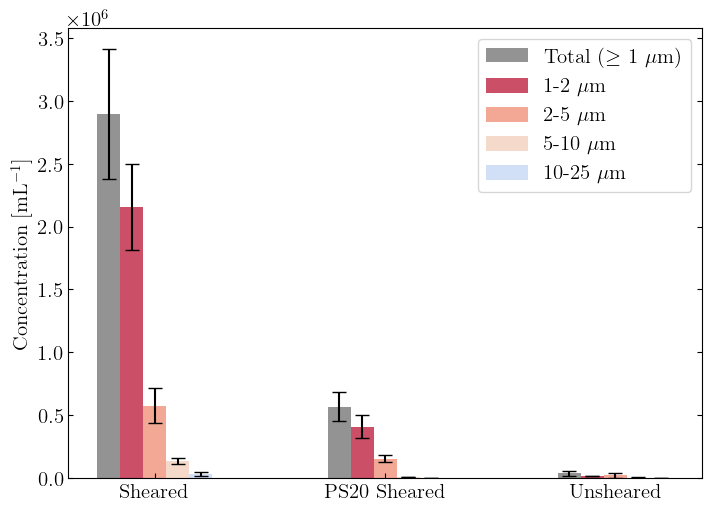 ×10⁶
3.5
3.0
2.5
2.0
1.5
1.0
0.5
0.0
Concentration [mL⁻¹]
Total (≥ 1 μm)
1-2 μm
2-5 μm
5-10 μm
10-25 μm
Sheared
PS20 Sheared
Unsheared